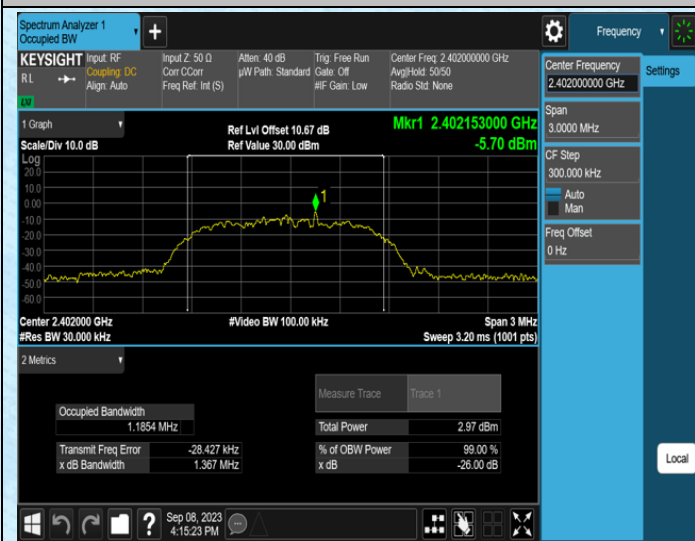 Spectrum Analyzer 1
Occupied BW
Frequency
KEYSIGHT
RL
LXI
Input: RF
Coupling: DC
Align: Auto
Input Z: 50 Ω
Corr CCorr
Freq Ref: Int (S)
Atten: 40 dB
µW Path: Standard
Trig: Free Run
Gate: Off
#IF Gain: Low
Center Freq: 2.402000000 GHz
Avg|Hold: 50/50
Radio Std: None
Center Frequency
2.402000000 GHz
Settings
Span
3.0000 MHz
CF Step
300.000 kHz
Auto
Man
Freq Offset
0 Hz
1 Graph
Scale/Div 10.0 dB
Ref Lvl Offset 10.67 dB
Ref Value 30.00 dBm
Mkr1 2.402153000 GHz
-5.70 dBm
Log
20.0
10.0
0.00
-10.0
-20.0
-30.0
-40.0
-50.0
-60.0
1
Center 2.402000 GHz
#Res BW 30.000 kHz
#Video BW 100.00 kHz
Span 3 MHz
Sweep 3.20 ms (1001 pts)
2 Metrics
Measure Trace Trace 1
Occupied Bandwidth
1.1854 MHz
Total Power 2.97 dBm
Transmit Freq Error -28.427 kHz
% of OBW Power 99.00 %
x dB Bandwidth 1.367 MHz
x dB -26.00 dB
Local
?
Sep 08, 2023
4:15:23 PM